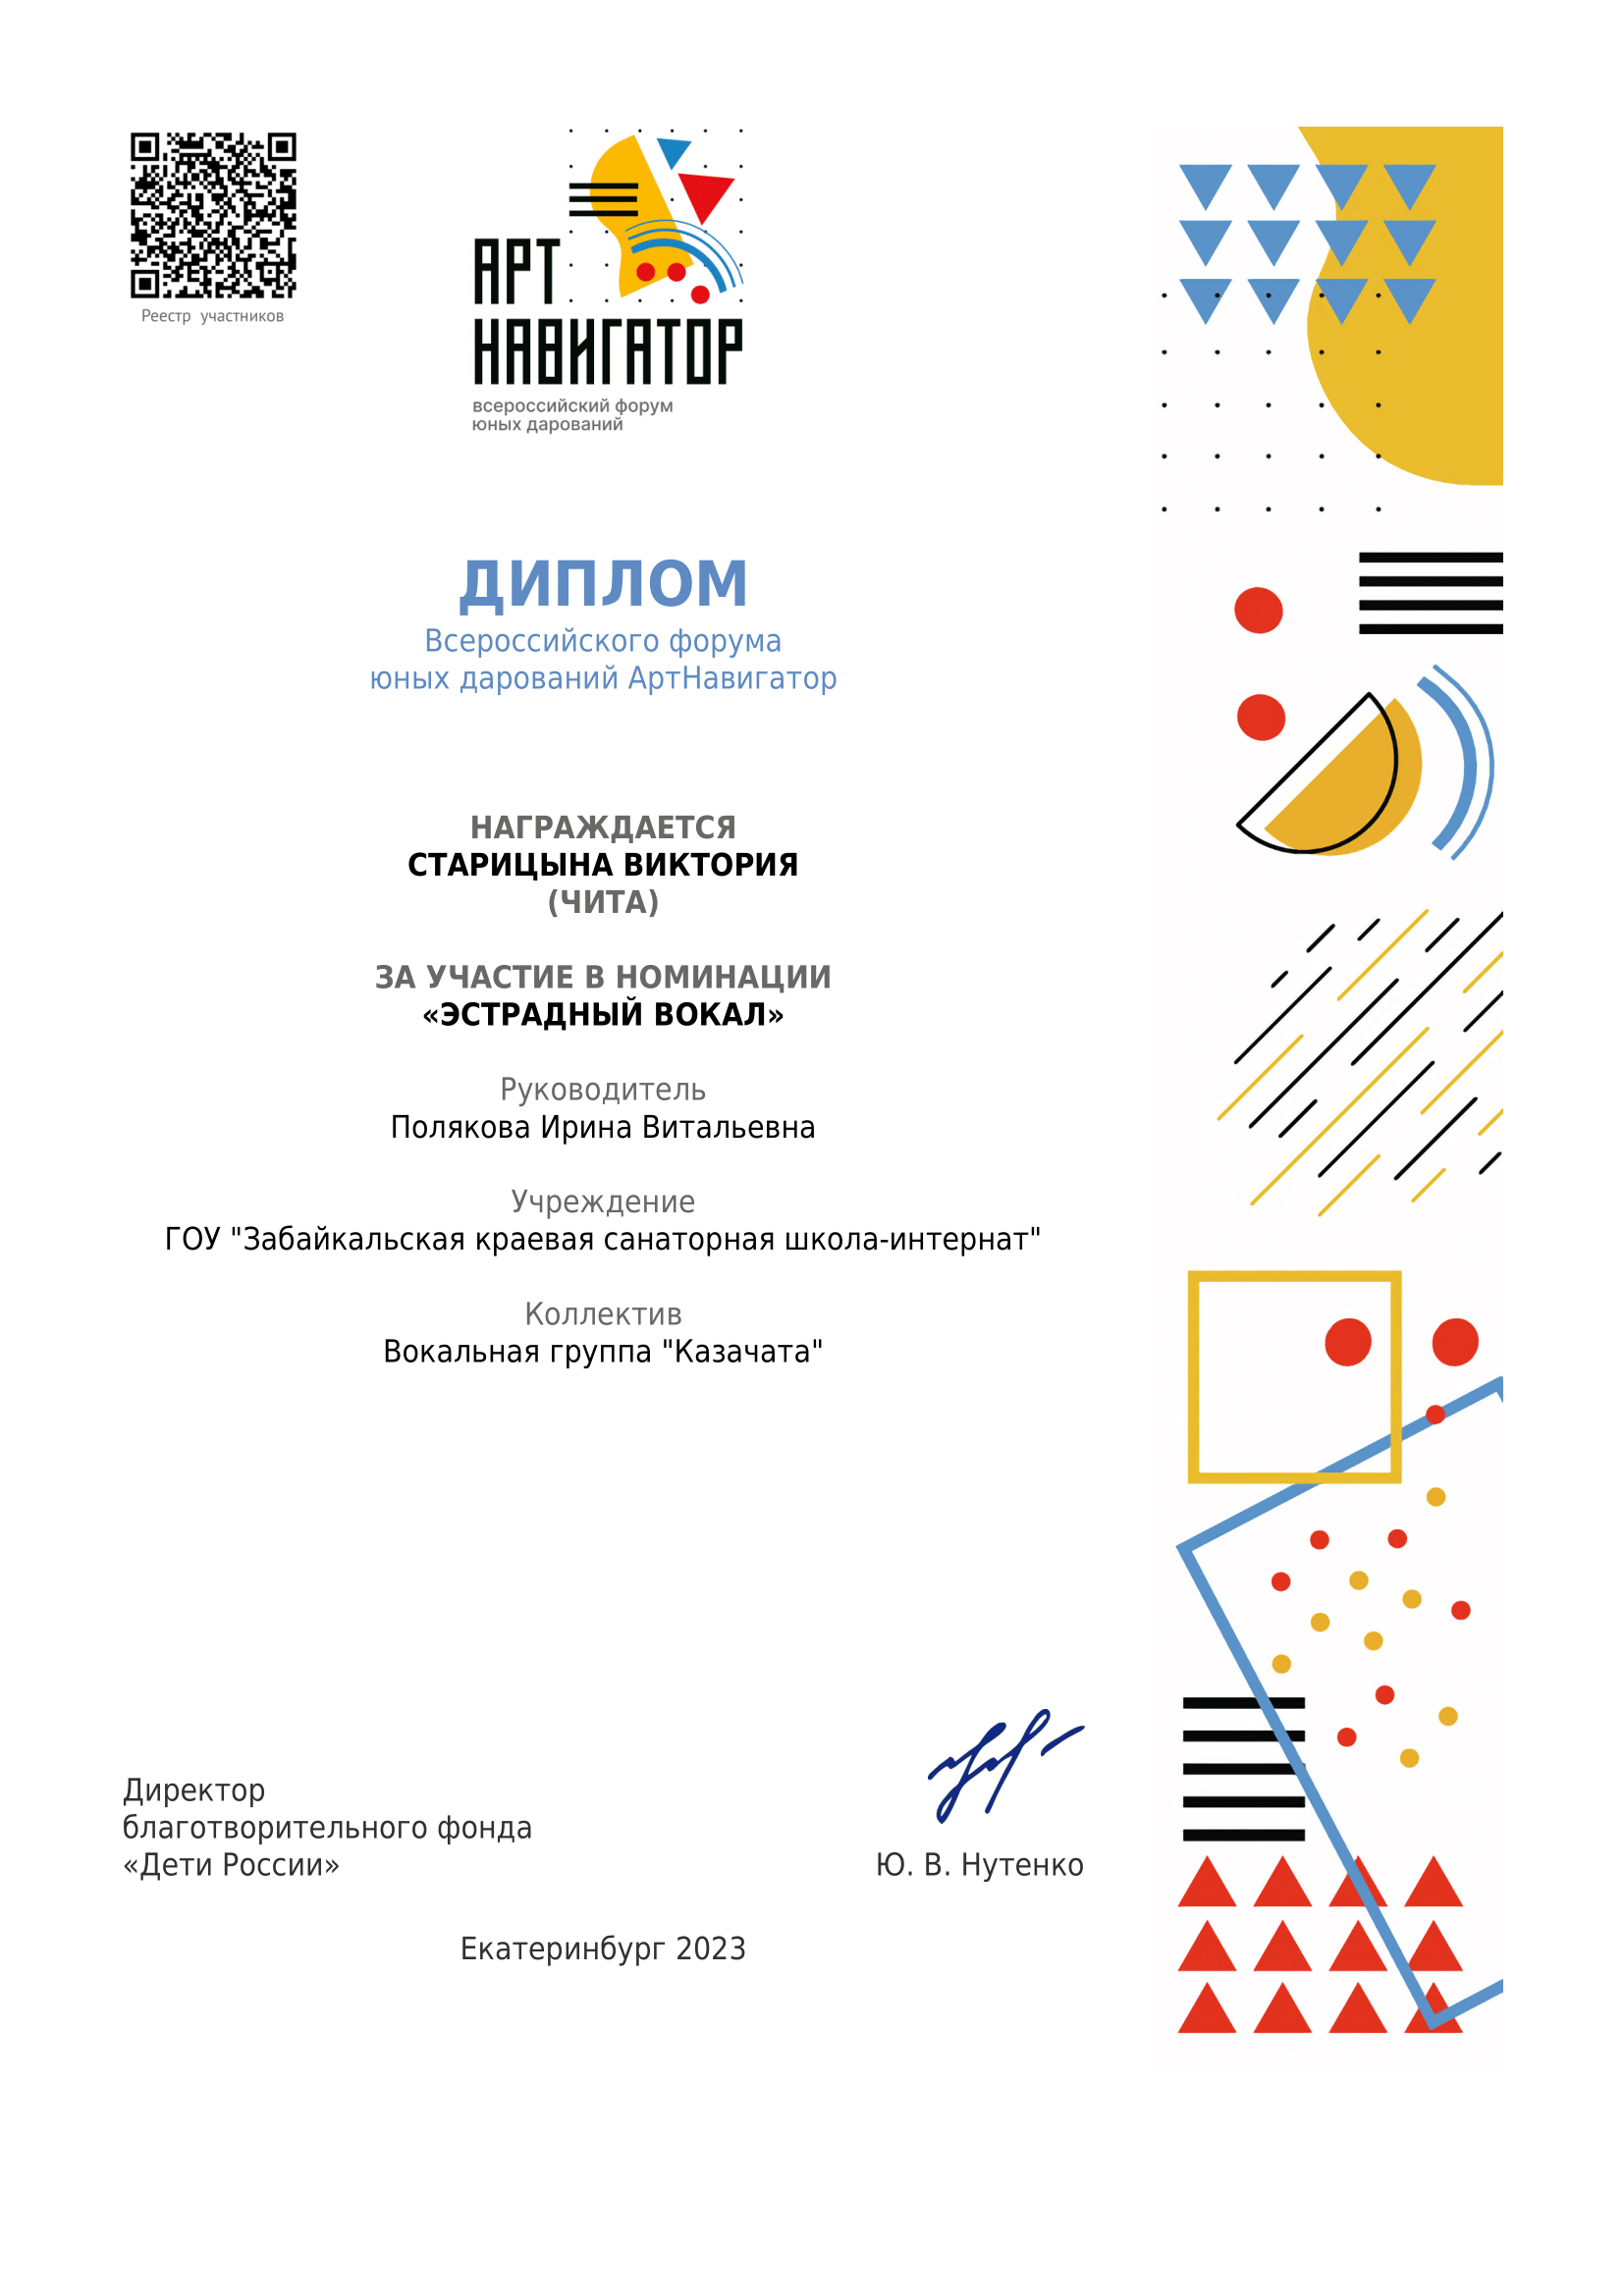 Реестр участников
АРТ
НАВИГАТОР
всероссийский форум
юных дарований
ДИПЛОМ
Всероссийского форума
юных дарований АртНавигатор
НАГРАЖДАЕТСЯ
СТАРИЦЫНА ВИКТОРИЯ
(ЧИТА)
ЗА УЧАСТИЕ В НОМИНАЦИИ
«ЭСТРАДНЫЙ ВОКАЛ»
Руководитель
Полякова Ирина Витальевна
Учреждение
ГОУ "Забайкальская краевая санаторная школа-интернат"
Коллектив
Вокальная группа "Казачата"
Директор
благотворительного фонда
«Дети России»
Ю. В. Нутенко
Екатеринбург 2023